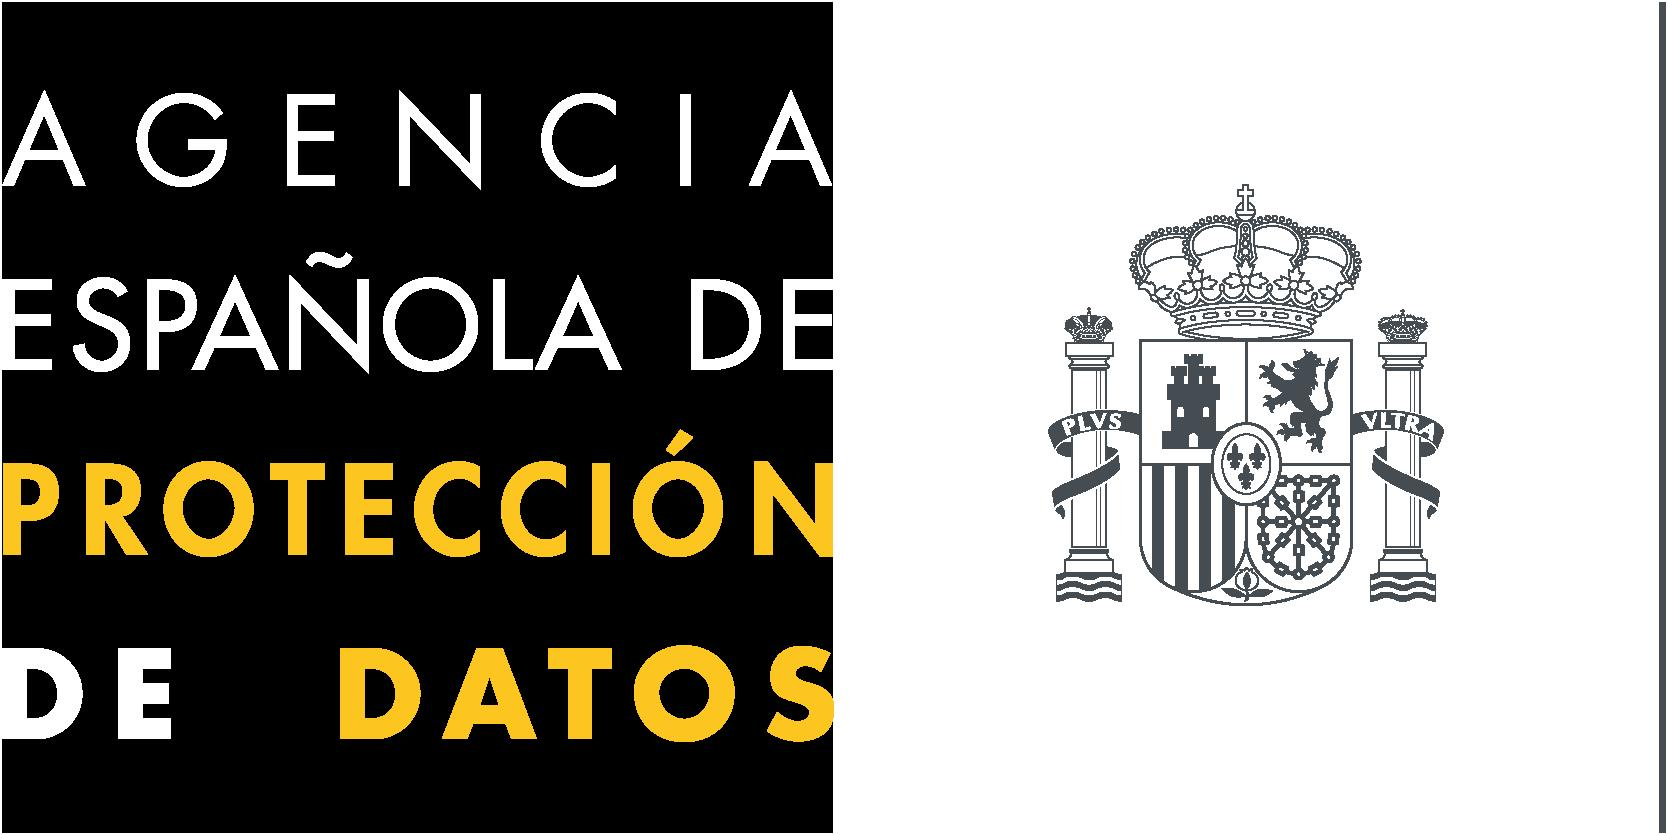 AGENCIA
ESPAÑOLA DE
PROTECCIÓN
DE DATOS
PLVS VLTRA